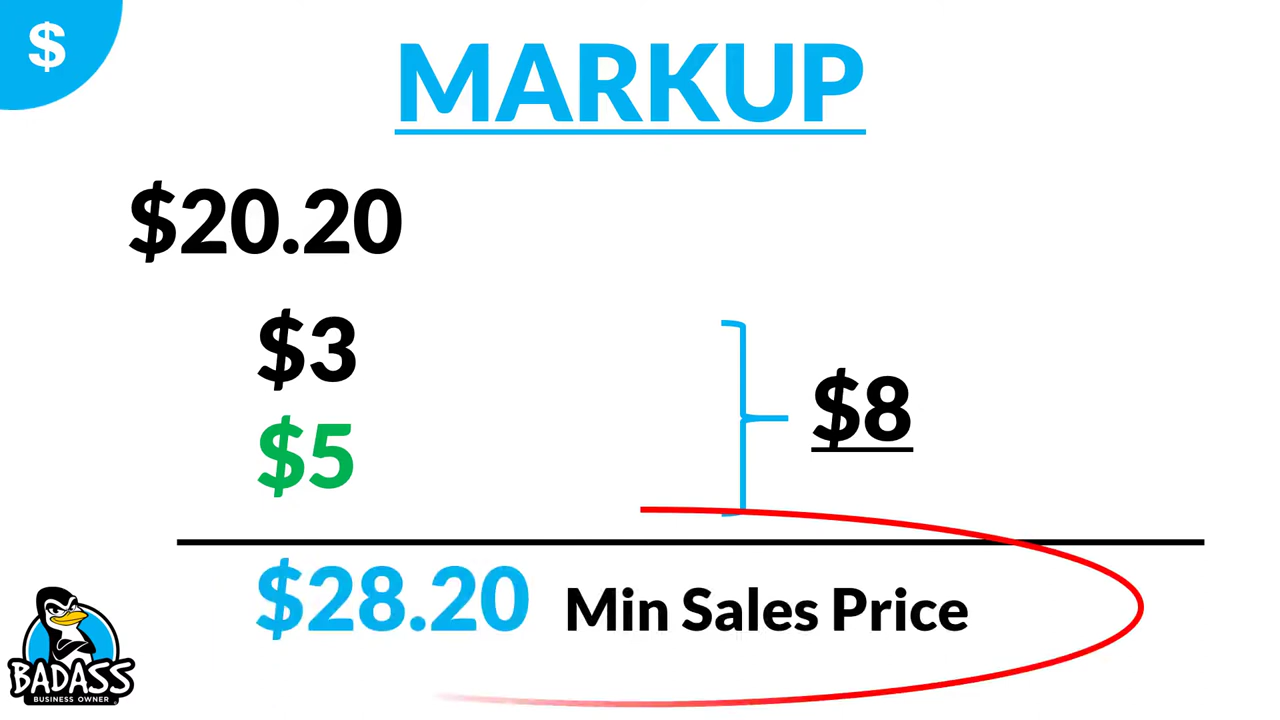 $
MARKUP
$20.20
$3
$5
$8
$28.20 Min Sales Price
BADASS
BUSINESS OWNER